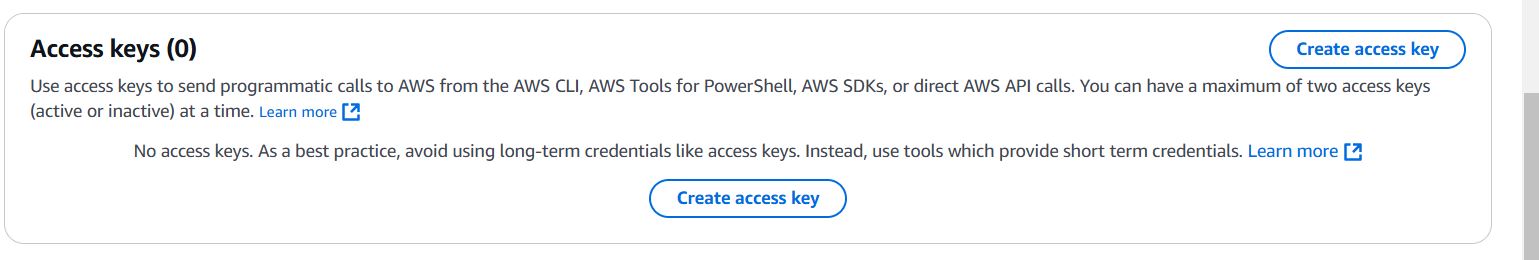 Access keys (0)
Create access key
Use access keys to send programmatic calls to AWS from the AWS CLI, AWS Tools for PowerShell, AWS SDKs, or direct AWS API calls. You can have a maximum of two access keys
(active or inactive) at a time. Learn more
No access keys. As a best practice, avoid using long-term credentials like access keys. Instead, use tools which provide short term credentials. Learn more
Create access key